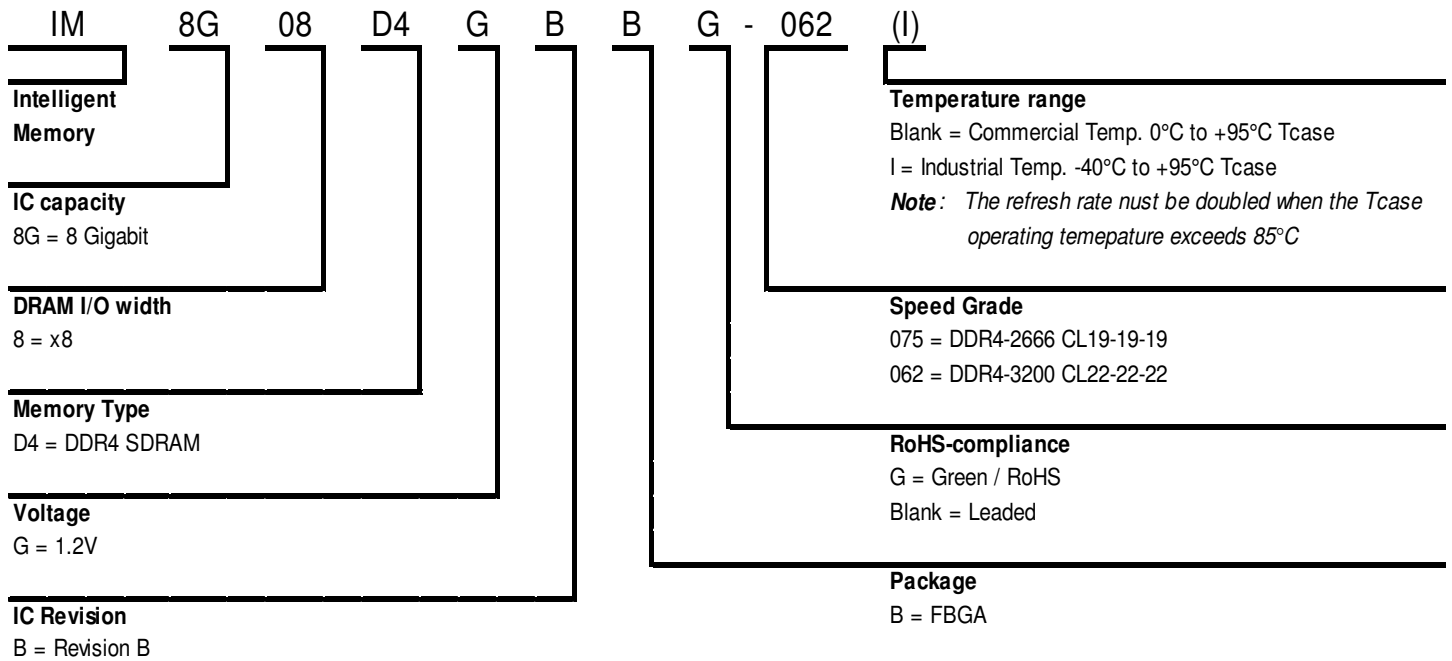 IM 8G 08 D4 G B B G - 062 (I)
Intelligent
Memory
IC capacity
8G = 8 Gigabit
DRAM I/O width
8 = x8
Memory Type
D4 = DDR4 SDRAM
Voltage
G = 1.2V
IC Revision
B = Revision B
Temperature range
Blank = Commercial Temp. 0°C to +95°C Tcase
I = Industrial Temp. -40°C to +95°C Tcase
Note : The refresh rate nust be doubled when the Tcase
operating temepature exceeds 85°C
Speed Grade
075 = DDR4-2666 CL19-19-19
062 = DDR4-3200 CL22-22-22
RoHS-compliance
G = Green / RoHS
Blank = Leaded
Package
B = FBGA